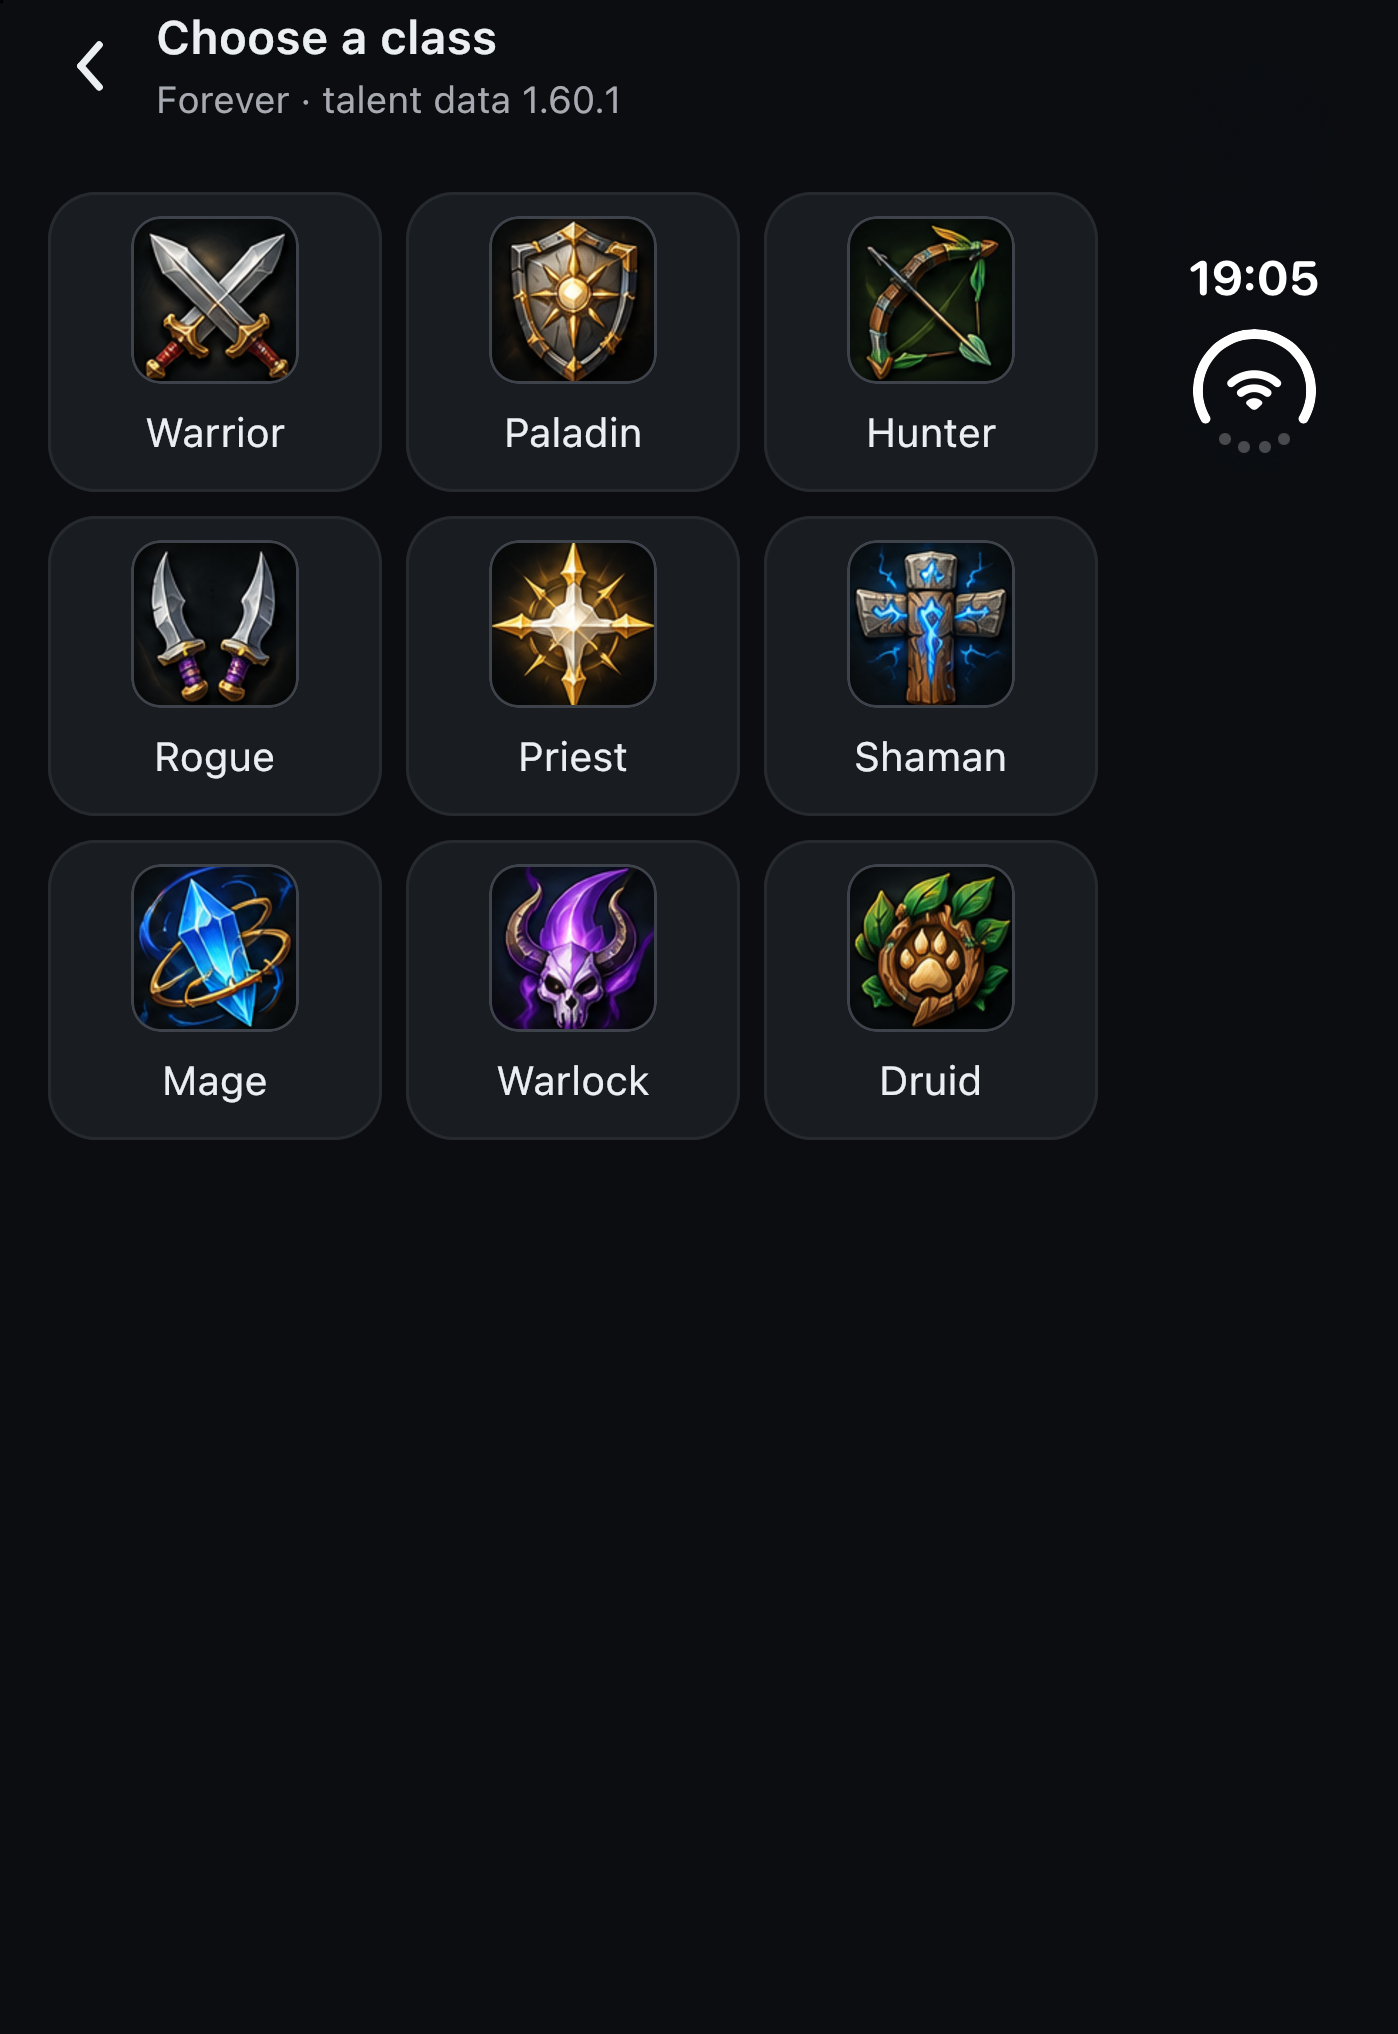 Choose a class
Forever · talent data 1.60.1
19:05
Warrior
Paladin
Hunter
Rogue
Priest
Shaman
Mage
Warlock
Druid